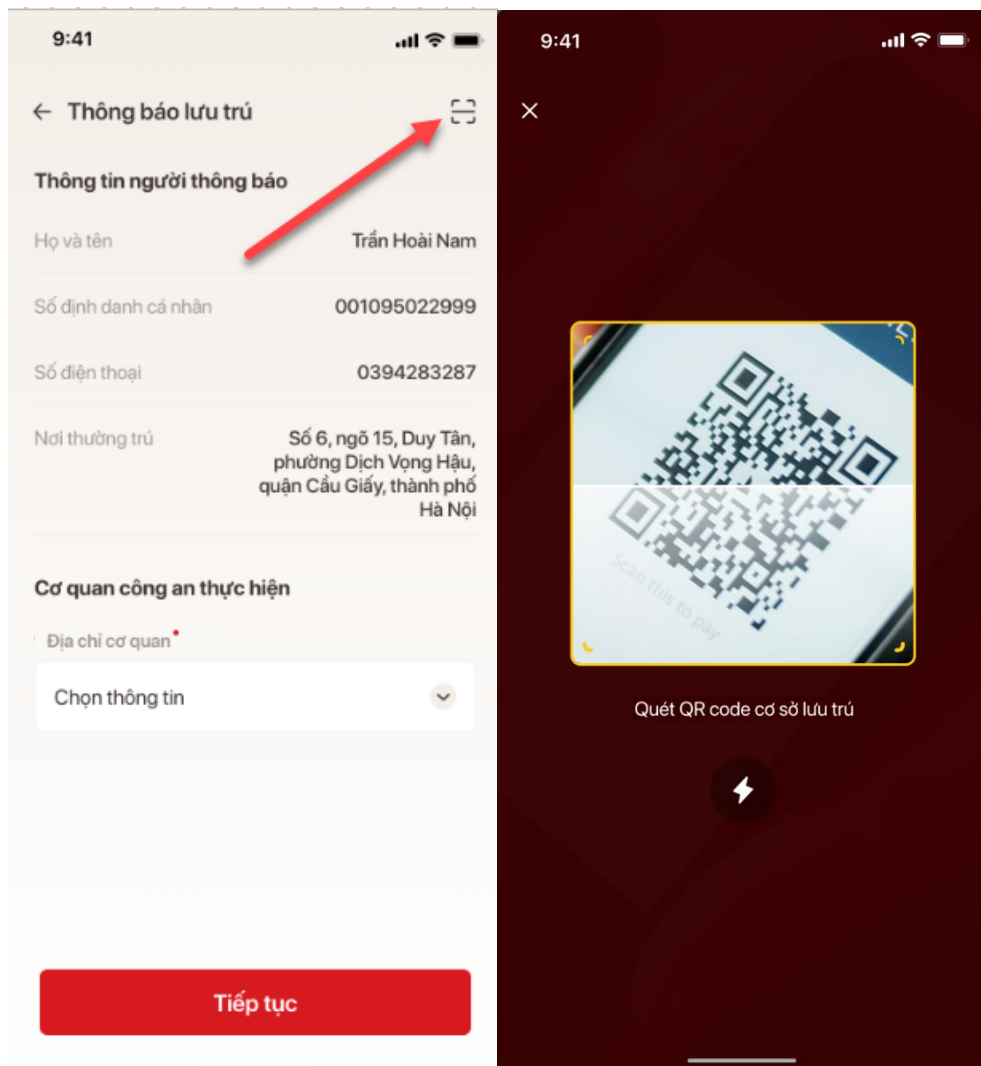 9:41
Thông báo lưu trú
Thông tin người thông báo
Họ và tên
Trần Hoài Nam
Số định danh cá nhân
001095022999
Số điện thoại
0394283287
Nơi thường trú
Số 6, ngõ 15, Duy Tân,
phường Dịch Vọng Hậu,
quận Cầu Giấy, thành phố
Hà Nội
Cơ quan công an thực hiện
Địa chỉ cơ quan
Chọn thông tin
Tiếp tục
9:41
Scan this to pay
Quét QR code cơ sở lưu trú